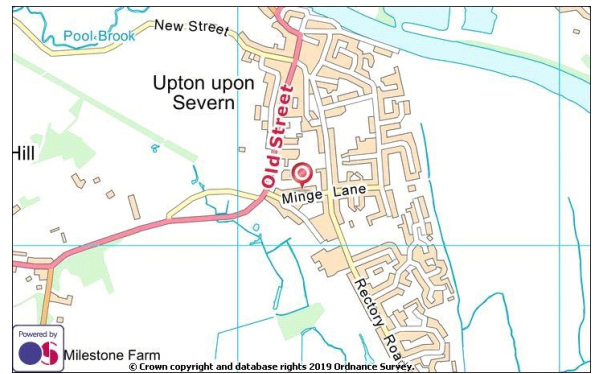 New Street
Pool Brook
Upton upon
Severn
Old Street
Hill
Minge Lane
Rectory Road
Powered by
OS
Milestone Farm
© Crown copyright and database rights 2019 Ordnance Survey.